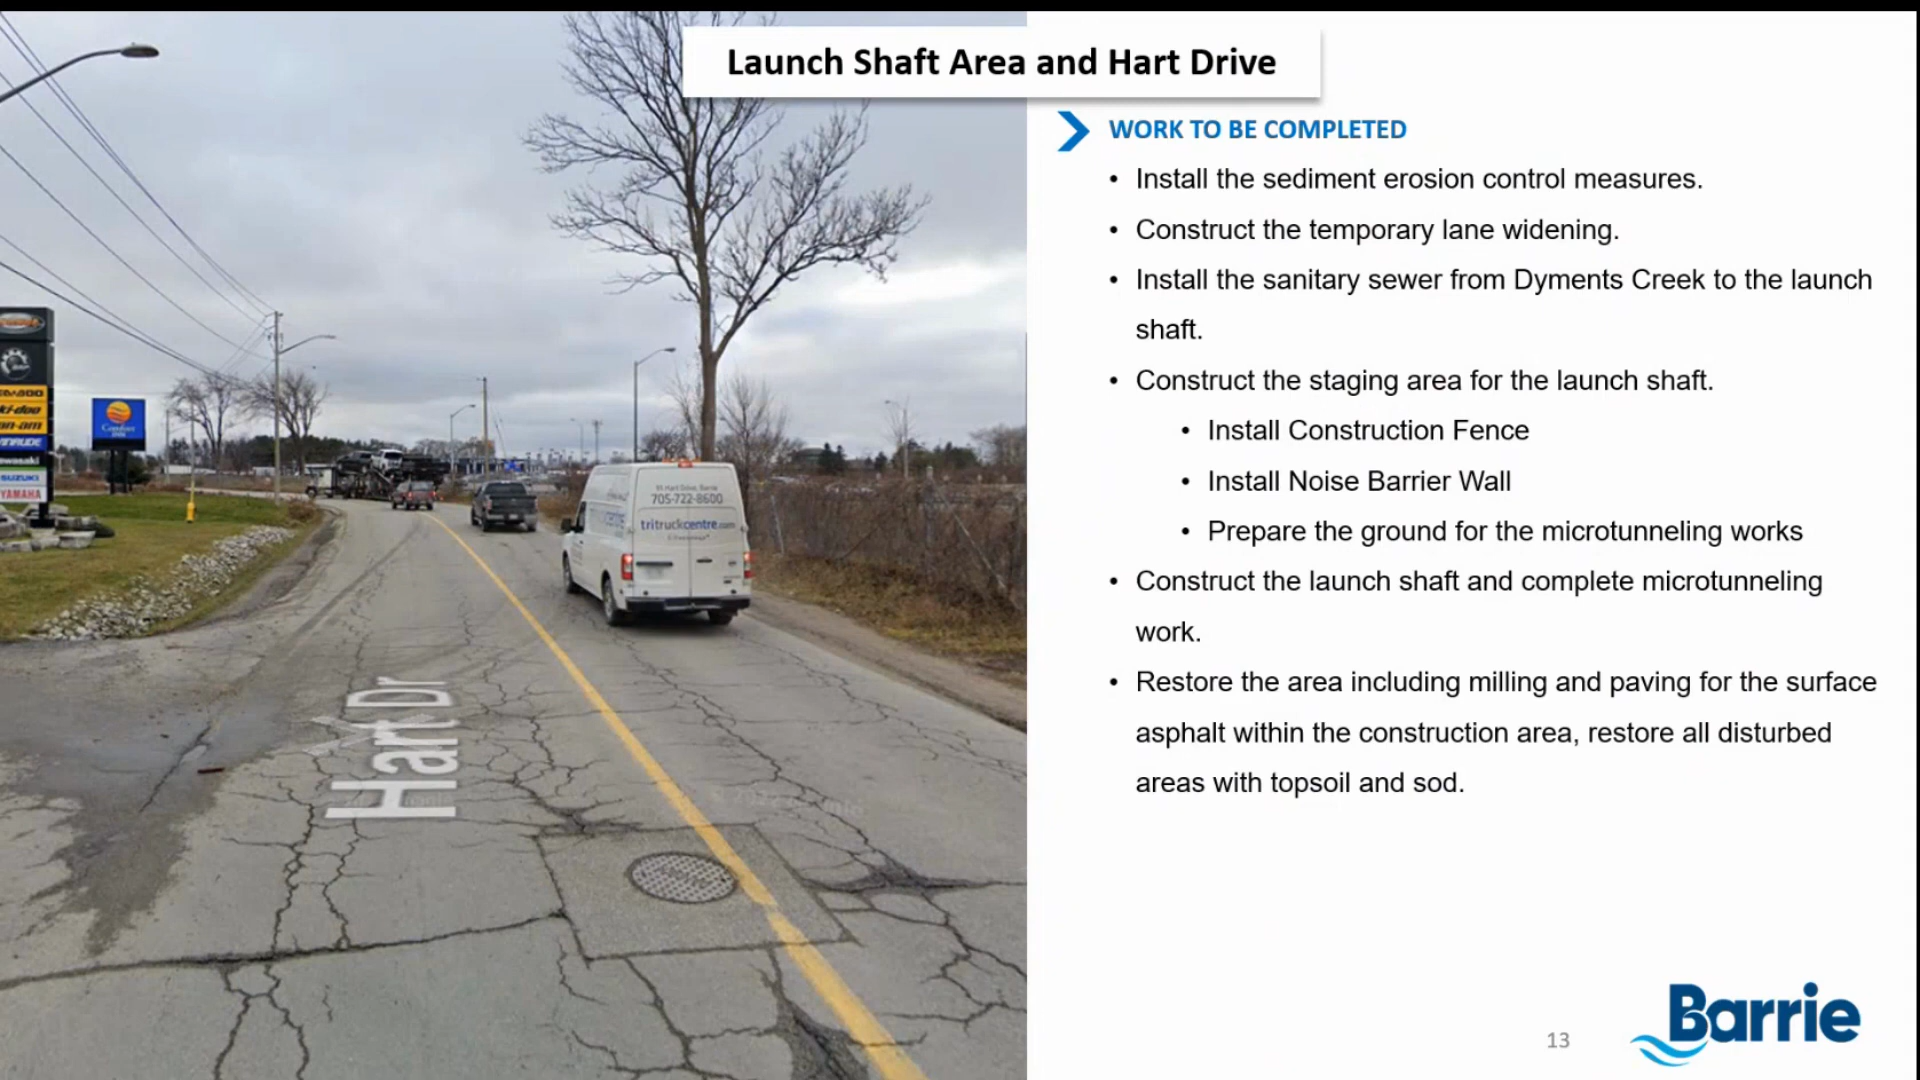 Launch Shaft Area and Hart Drive
WORK TO BE COMPLETED
• Install the sediment erosion control measures.
• Construct the temporary lane widening.
• Install the sanitary sewer from Dyments Creek to the launch
shaft.
• Construct the staging area for the launch shaft.
• Install Construction Fence
• Install Noise Barrier Wall
• Prepare the ground for the microtunneling works
• Construct the launch shaft and complete microtunneling
work.
• Restore the area including milling and paving for the surface
asphalt within the construction area, restore all disturbed
areas with topsoil and sod.
13
Barrie
Comfort
SUZUKI
YAMAHA
91 Hart Drive, Barrie
705-722-8600
tritruckcentre.com
Hart Dr